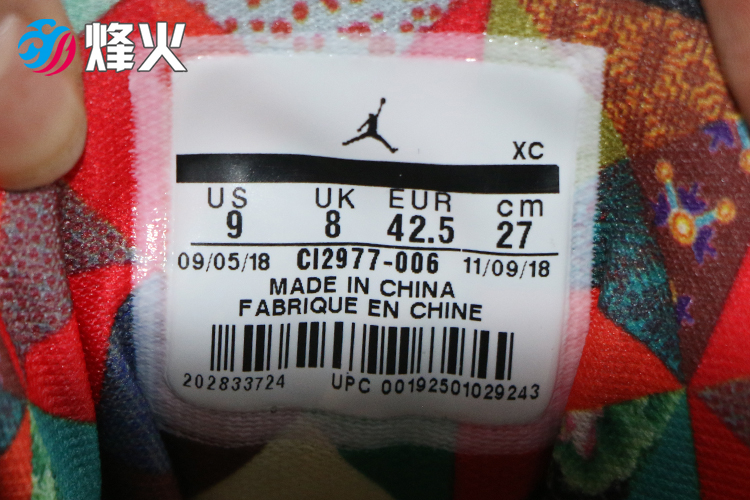 烽火
XC
US UK EUR cm
9 8 42.5 27
09/05/18 CI2977-006 11/09/18
MADE IN CHINA
FABRIQUE EN CHINE
202833724 UPC 00192501029243